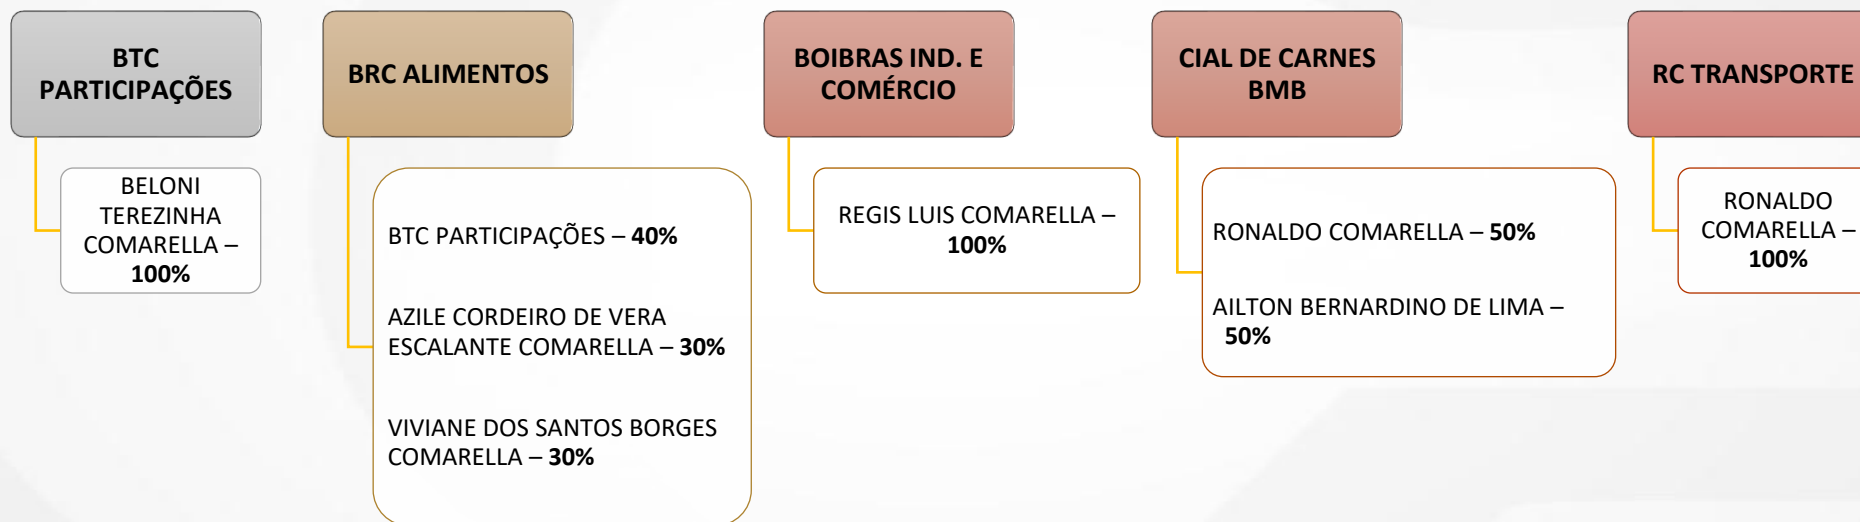 BTC
PARTICIPAÇÕES
BELONI
TEREZINHA
COMARELLA –
100%
BRC ALIMENTOS
BTC PARTICIPAÇÕES – 40%
AZILE CORDEIRO DE VERA
ESCALANTE COMARELLA – 30%
VIVIANE DOS SANTOS BORGES
COMARELLA – 30%
BOIBRAS IND. E
COMÉRCIO
REGIS LUIS COMARELLA –
100%
CIAL DE CARNES
BMB
RONALDO COMARELLA – 50%
AILTON BERNARDINO DE LIMA –
50%
RC TRANSPORTE
RONALDO
COMARELLA –
100%